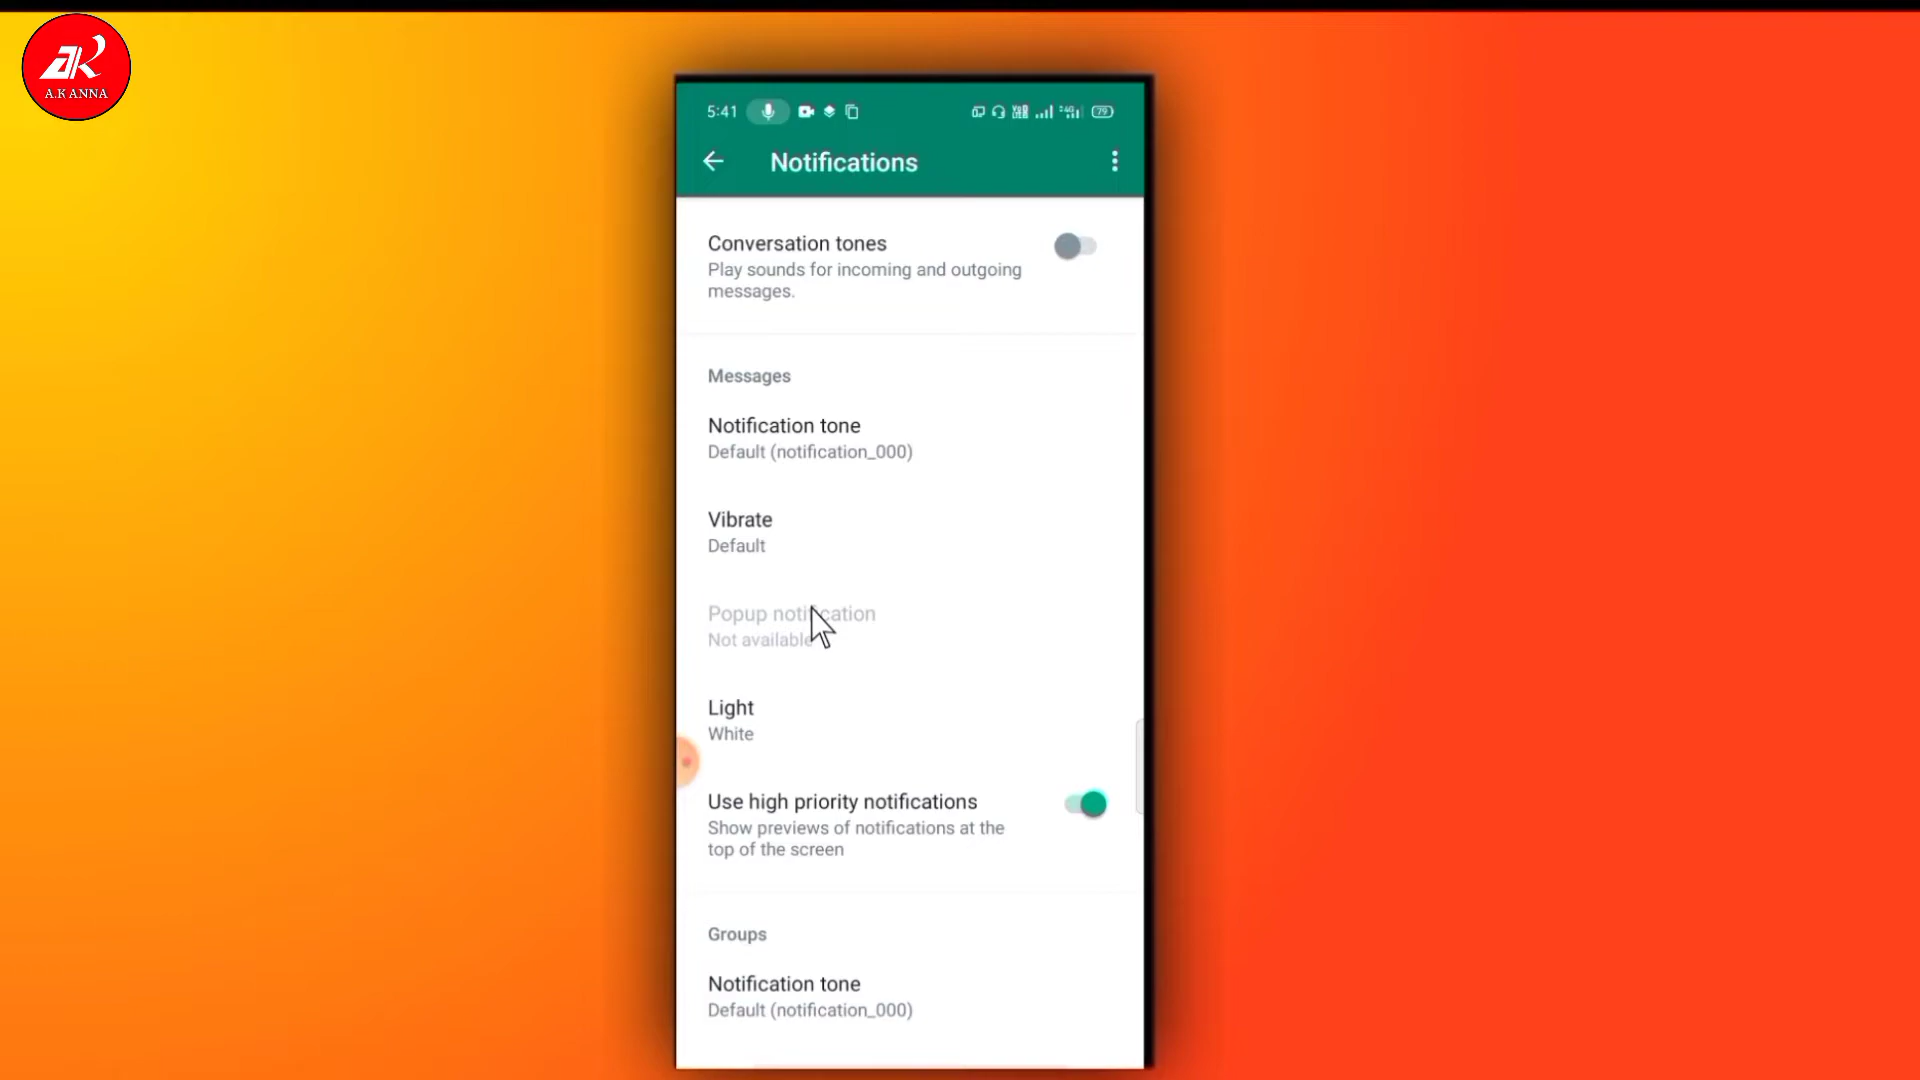 AK
A.K ANNA
5:41
79
Notifications
Conversation tones
Play sounds for incoming and outgoing
messages.
Messages
Notification tone
Default (notification_000)
Vibrate
Default
Popup notification
Not available
Light
White
Use high priority notifications
Show previews of notifications at the
top of the screen
Groups
Notification tone
Default (notification_000)